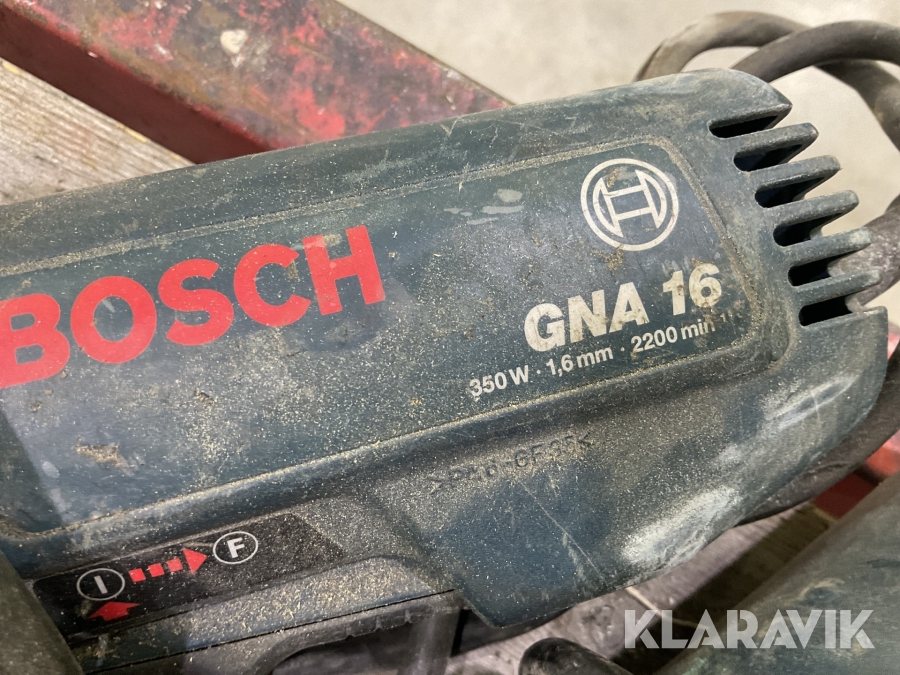 BOSCH
GNA 16
350 W · 1,6 mm · 2200 min
I
F
KLARAVIK